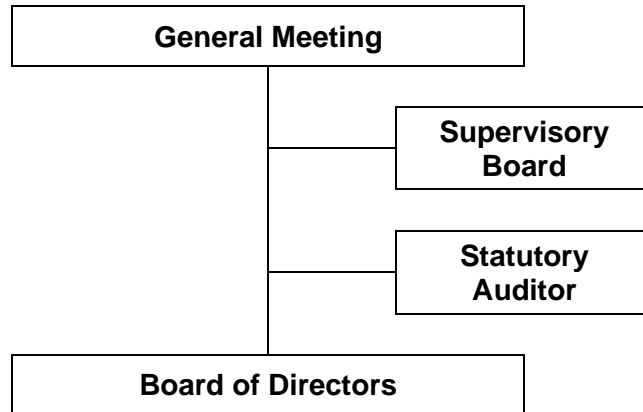 General Meeting
Supervisory
Board
Statutory
Auditor
Board of Directors